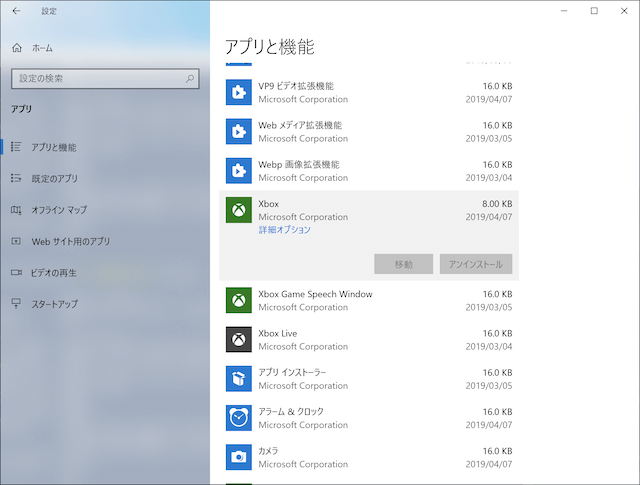 設定
ホーム
設定の検索
アプリ
アプリと機能
既定のアプリ
オフライン マップ
Web サイト用のアプリ
ビデオの再生
スタートアップ
アプリと機能
VP9 ビデオ拡張機能 16.0 KB
Microsoft Corporation 2019/04/07
Web メディア拡張機能 16.0 KB
Microsoft Corporation 2019/03/05
Webp 画像拡張機能 16.0 KB
Microsoft Corporation 2019/03/04
Xbox 8.00 KB
Microsoft Corporation 2019/04/07
詳細オプション
移動 アンインストール
Xbox Game Speech Window 16.0 KB
Microsoft Corporation 2019/03/05
Xbox Live 16.0 KB
Microsoft Corporation 2019/03/04
アプリ インストーラー 16.0 KB
Microsoft Corporation 2019/03/05
アラーム & クロック 16.0 KB
Microsoft Corporation 2019/04/07
カメラ 16.0 KB
Microsoft Corporation 2019/04/07